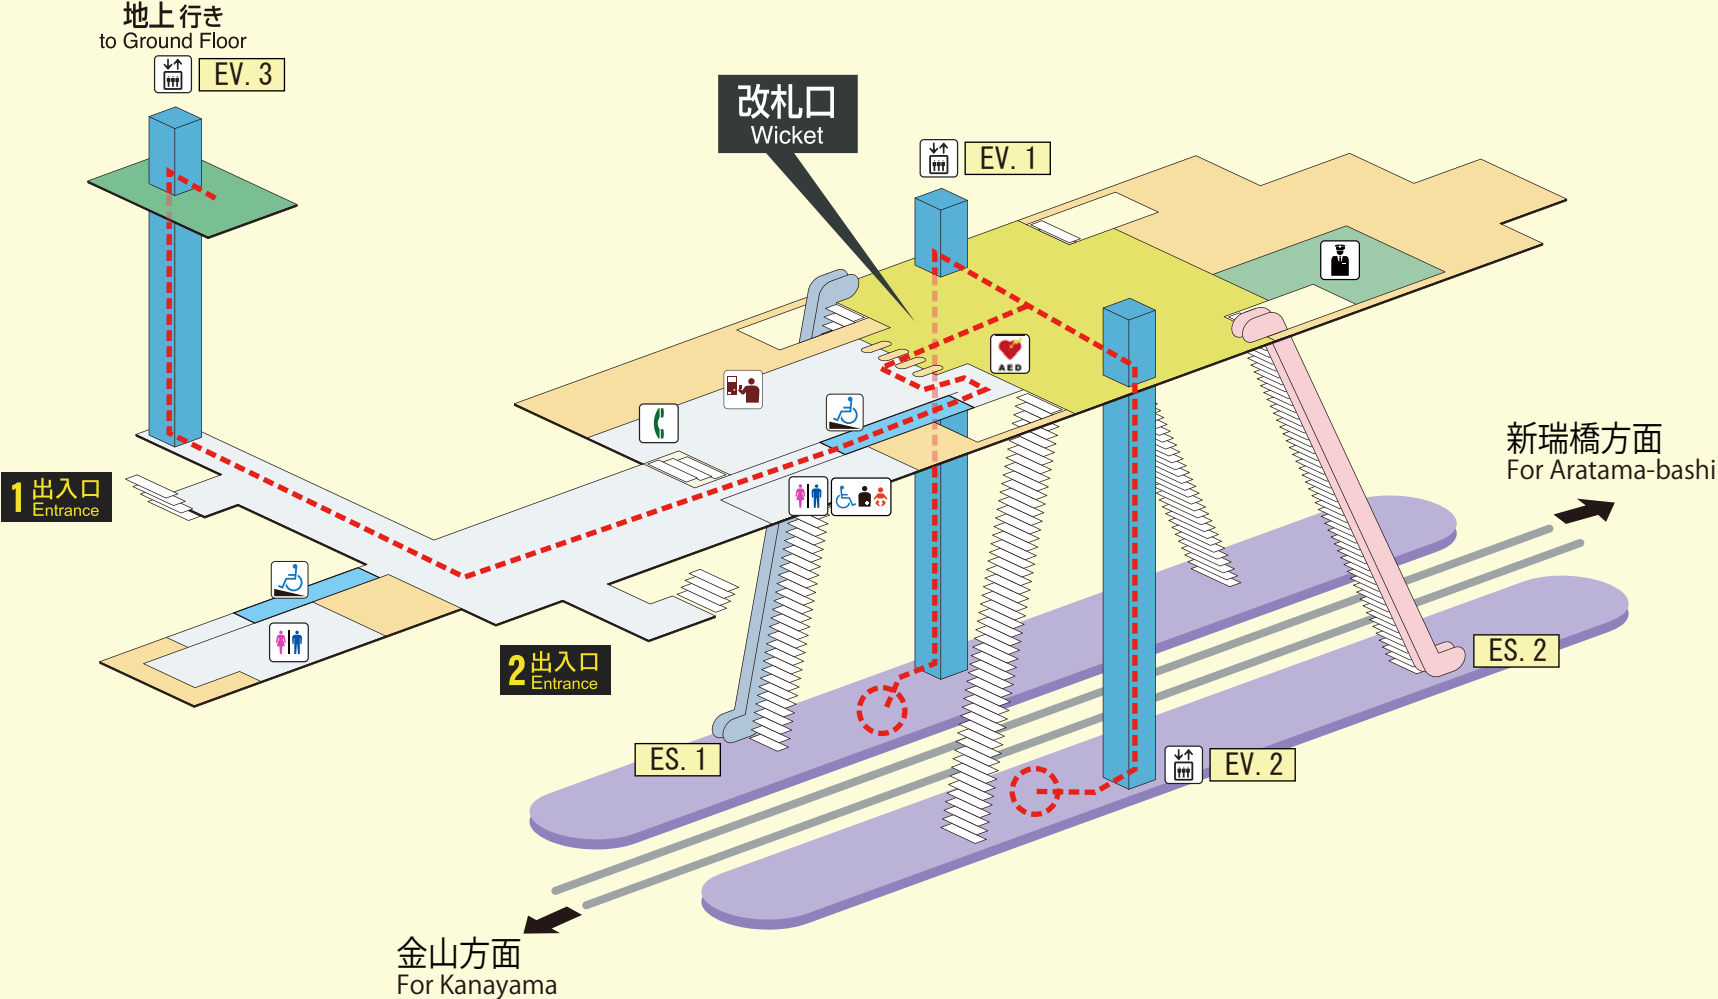 地上 行き
to Ground Floor
EV. 3
改札口
Wicket
EV. 1
AED
新瑞橋方面
For Aratama-bashi
1 出入口
Entrance
2 出入口
Entrance
ES. 2
ES. 1
EV. 2
金山方面
For Kanayama